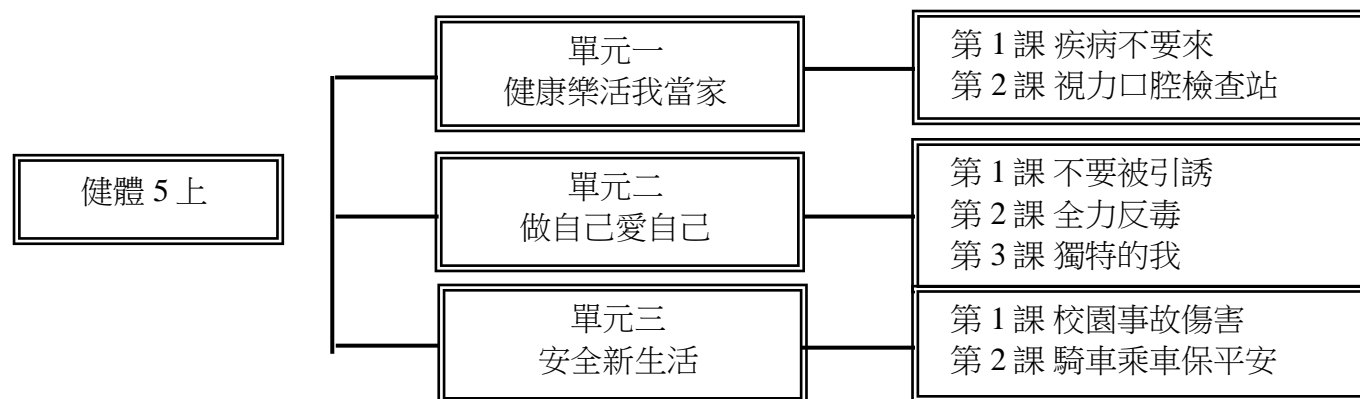 健體 5 上
單元一
健康樂活我當家
第 1 課 疾病不要來
第 2 課 視力口腔檢查站
單元二
做自己愛自己
第 1 課 不要被引誘
第 2 課 全力反毒
第 3 課 獨特的我
單元三
安全新生活
第 1 課 校園事故傷害
第 2 課 騎車乘車保平安